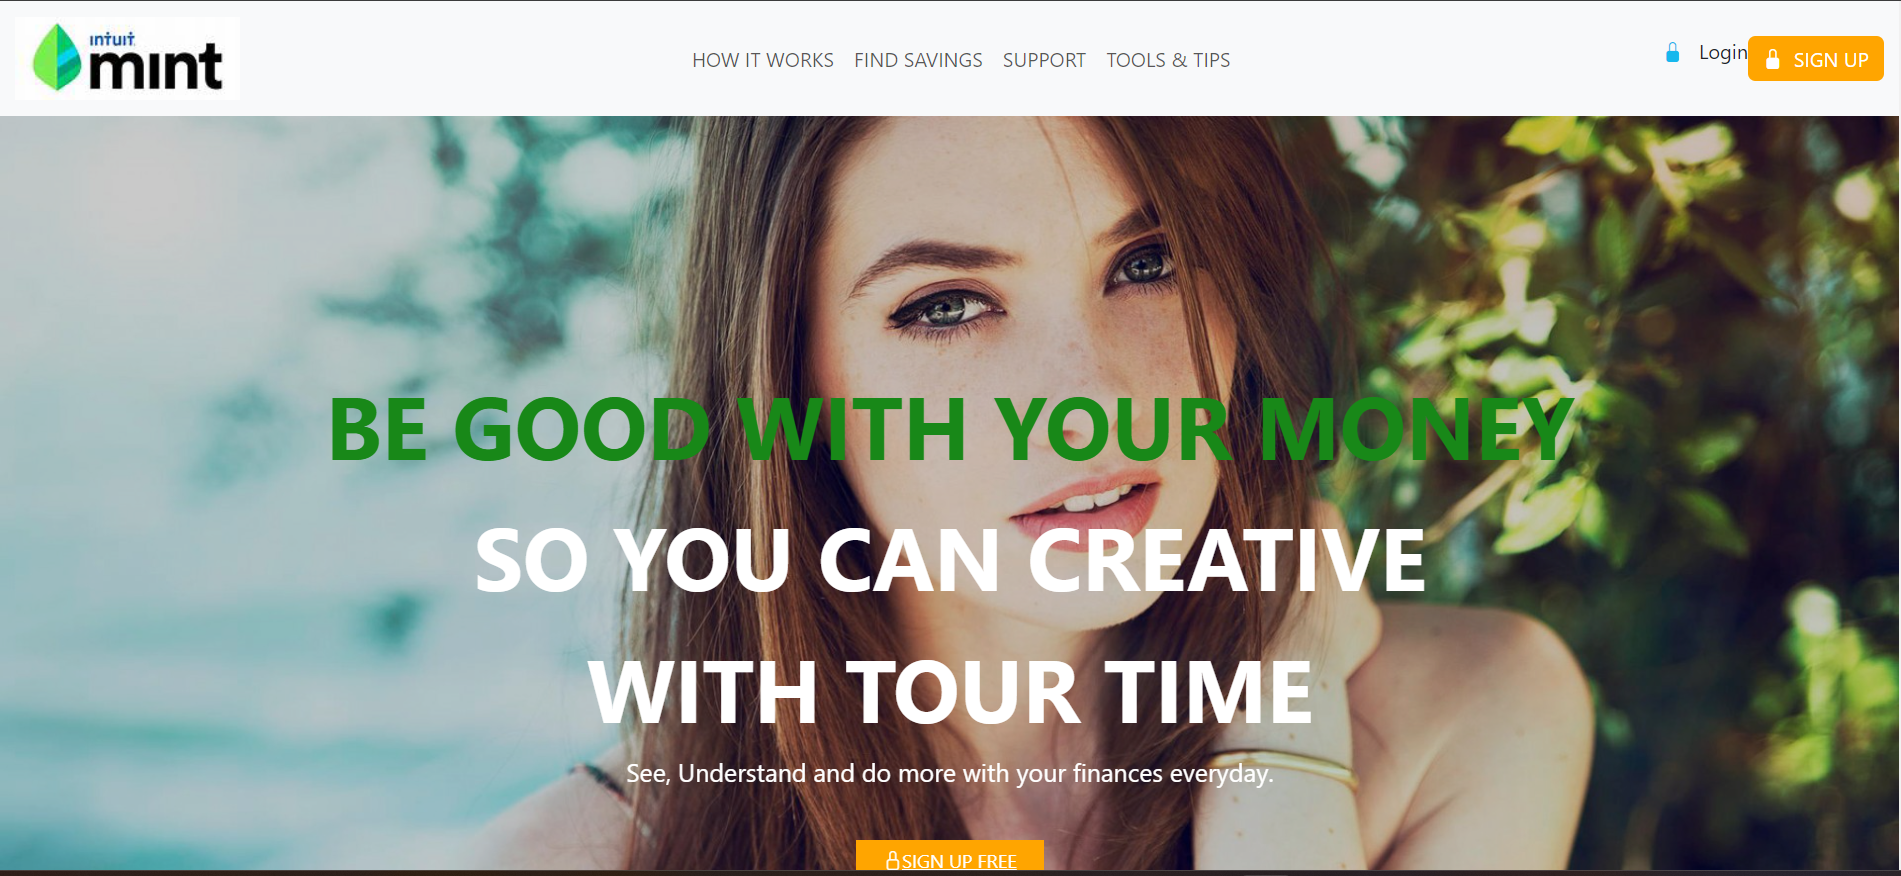 INTUIT
mint
HOW IT WORKS FIND SAVINGS SUPPORT TOOLS & TIPS
Login
SIGN UP
BE GOOD WITH YOUR MONEY
SO YOU CAN CREATIVE
WITH TOUR TIME
See, Understand and do more with your finances everyday.
SIGN UP FREE